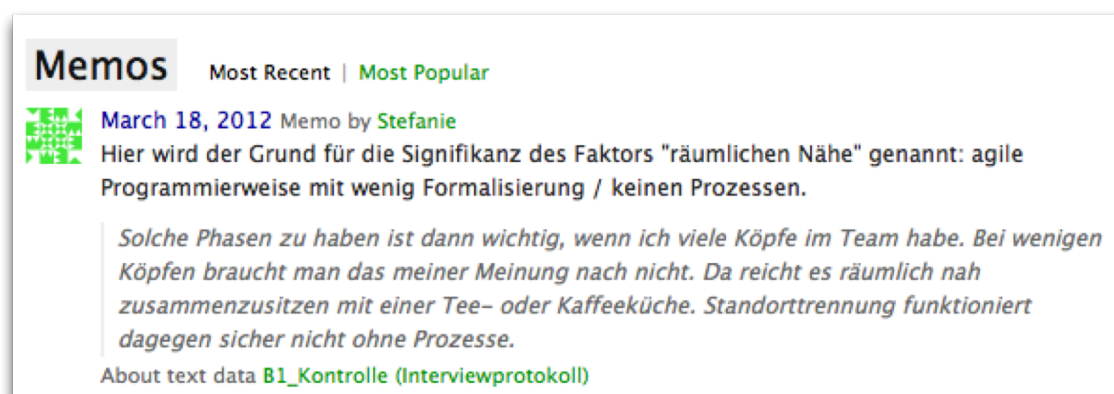 Memos Most Recent | Most Popular
March 18, 2012 Memo by Stefanie
Hier wird der Grund für die Signifikanz des Faktors "räumlichen Nähe" genannt: agile
Programmierweise mit wenig Formalisierung / keinen Prozessen.
Solche Phasen zu haben ist dann wichtig, wenn ich viele Köpfe im Team habe. Bei wenigen
Köpfen braucht man das meiner Meinung nach nicht. Da reicht es räumlich nah
zusammenzusitzen mit einer Tee- oder Kaffeeküche. Standorttrennung funktioniert
dagegen sicher nicht ohne Prozesse.
About text data B1_Kontrolle (Interviewprotokoll)